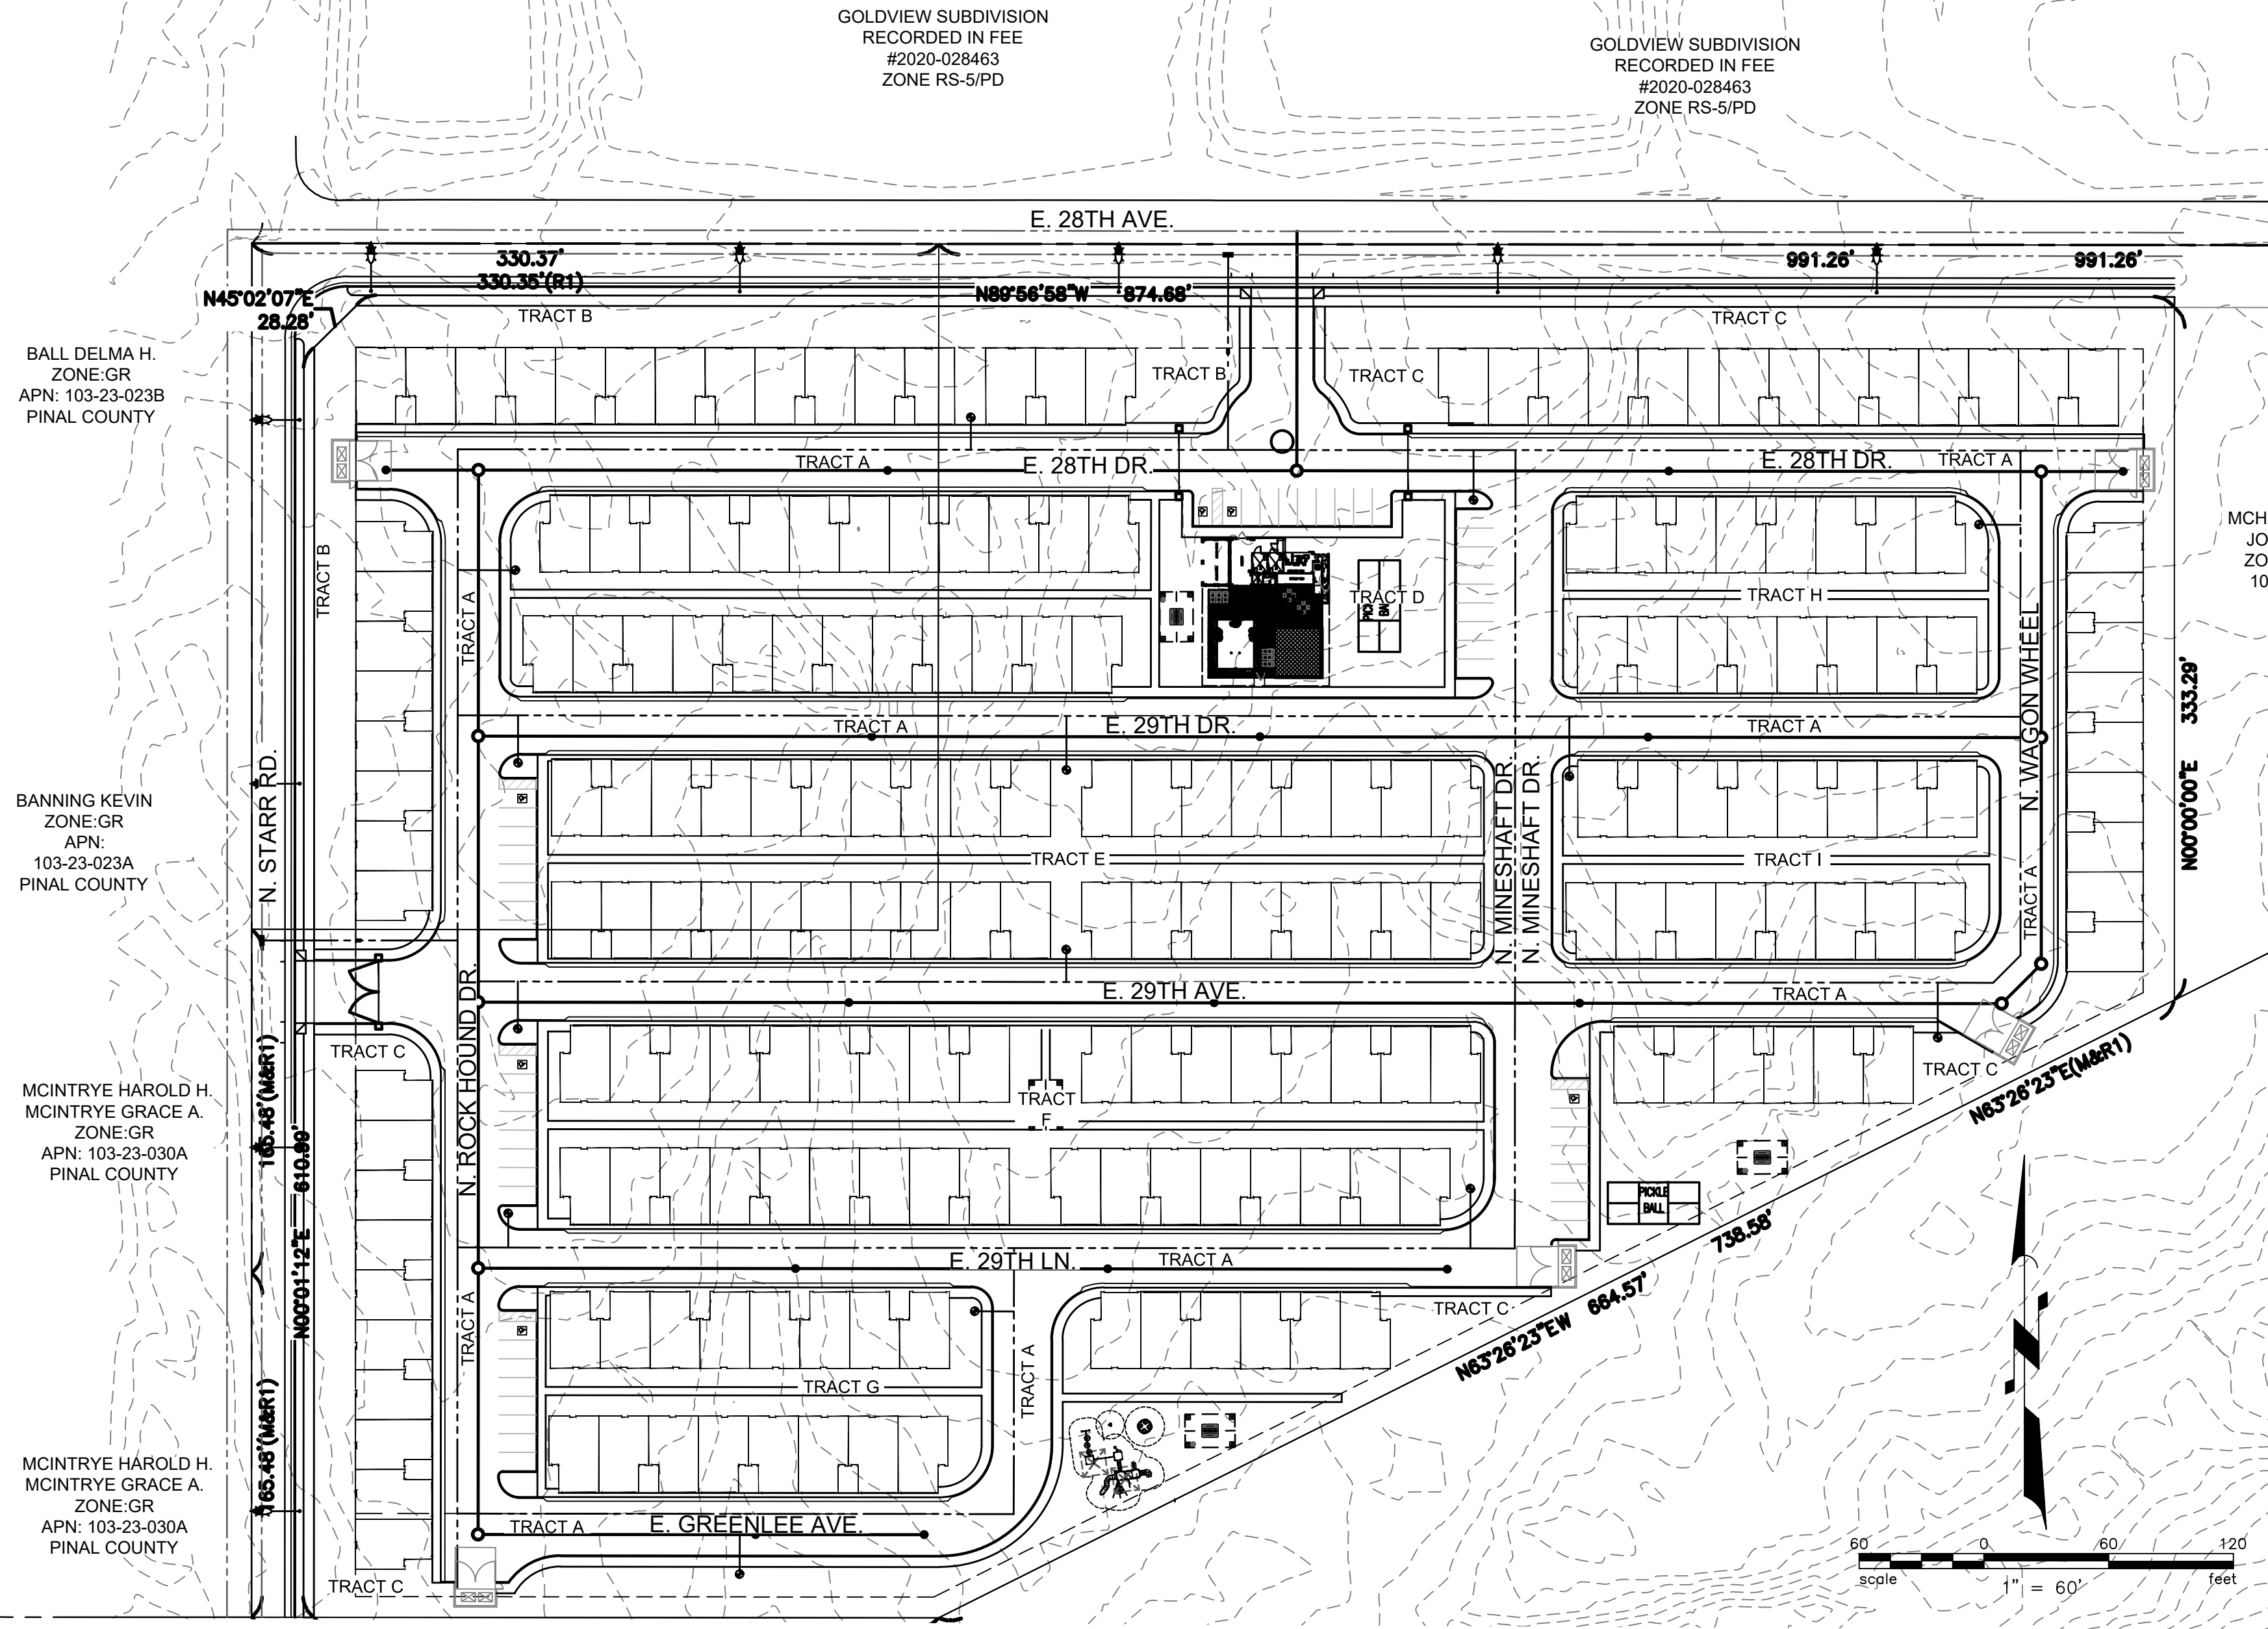 GOLDVIEW SUBDIVISION
RECORDED IN FEE
#2020-028463
ZONE RS-5/PD
GOLDVIEW SUBDIVISION
RECORDED IN FEE
#2020-028463
ZONE RS-5/PD
E. 28TH AVE.
330.37'
330.35'(R1)
991.26'
991.26'
N45°02'07"E
28.28'
N89°56'58"W 874.68'
TRACT B
TRACT C
BALL DELMA H.
ZONE:GR
APN: 103-23-023B
PINAL COUNTY
TRACT B
TRACT C
TRACT A
E. 28TH DR.
E. 28TH DR.
TRACT A
TRACT B
TRACT A
TRACT D
TRACT H
N. WAGON WHEEL
333.29'
N00°00'00"E
TRACT A
E. 29TH DR.
TRACT A
N. STARR RD.
BANNING KEVIN
ZONE:GR
APN:
103-23-023A
PINAL COUNTY
N. MINESHAFT DR.
N. MINESHAFT DR.
TRACT E
TRACT I
TRACT A
N. ROCK HOUND DR.
E. 29TH AVE.
TRACT A
TRACT C
TRACT C
N63°26'23"E(M&R1)
165.48'(M&R1)
610.99'
N00°01'12"E
MCINTRYE HAROLD H.
MCINTRYE GRACE A.
ZONE:GR
APN: 103-23-030A
PINAL COUNTY
TRACT
F
PICKLE
BALL
738.58'
E. 29TH LN.
TRACT A
TRACT C
N63°26'23"EW 664.57'
TRACT A
TRACT A
TRACT G
165.48'(M&R1)
MCINTRYE HAROLD H.
MCINTRYE GRACE A.
ZONE:GR
APN: 103-23-030A
PINAL COUNTY
TRACT A
E. GREENLEE AVE.
TRACT C
60 0 60 120
scale
1" = 60'
feet